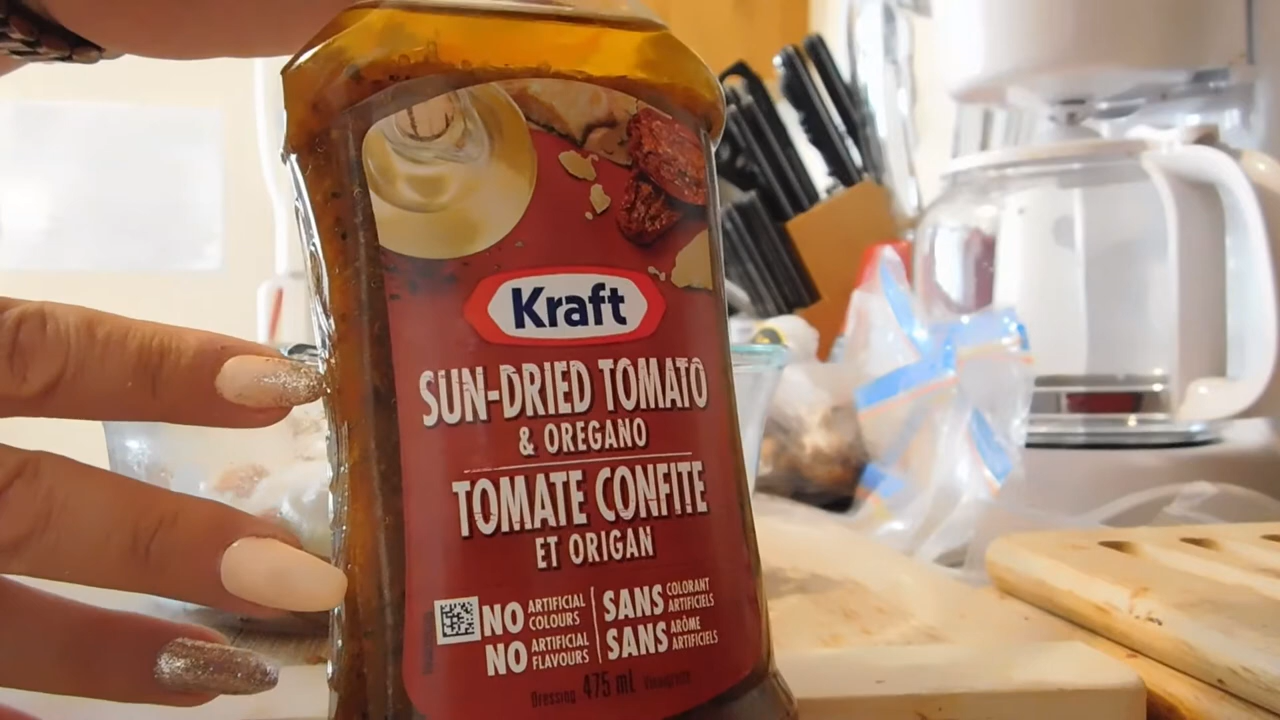 Kraft
SUN-DRIED TOMATO
& OREGANO
TOMATE CONFITE
ET ORIGAN
NO ARTIFICIAL COLOURS
NO ARTIFICIAL FLAVOURS
SANS COLORANT ARTIFICIELS
SANS ARÔME ARTIFICIELS
Dressing 475 ml Vinaigrette